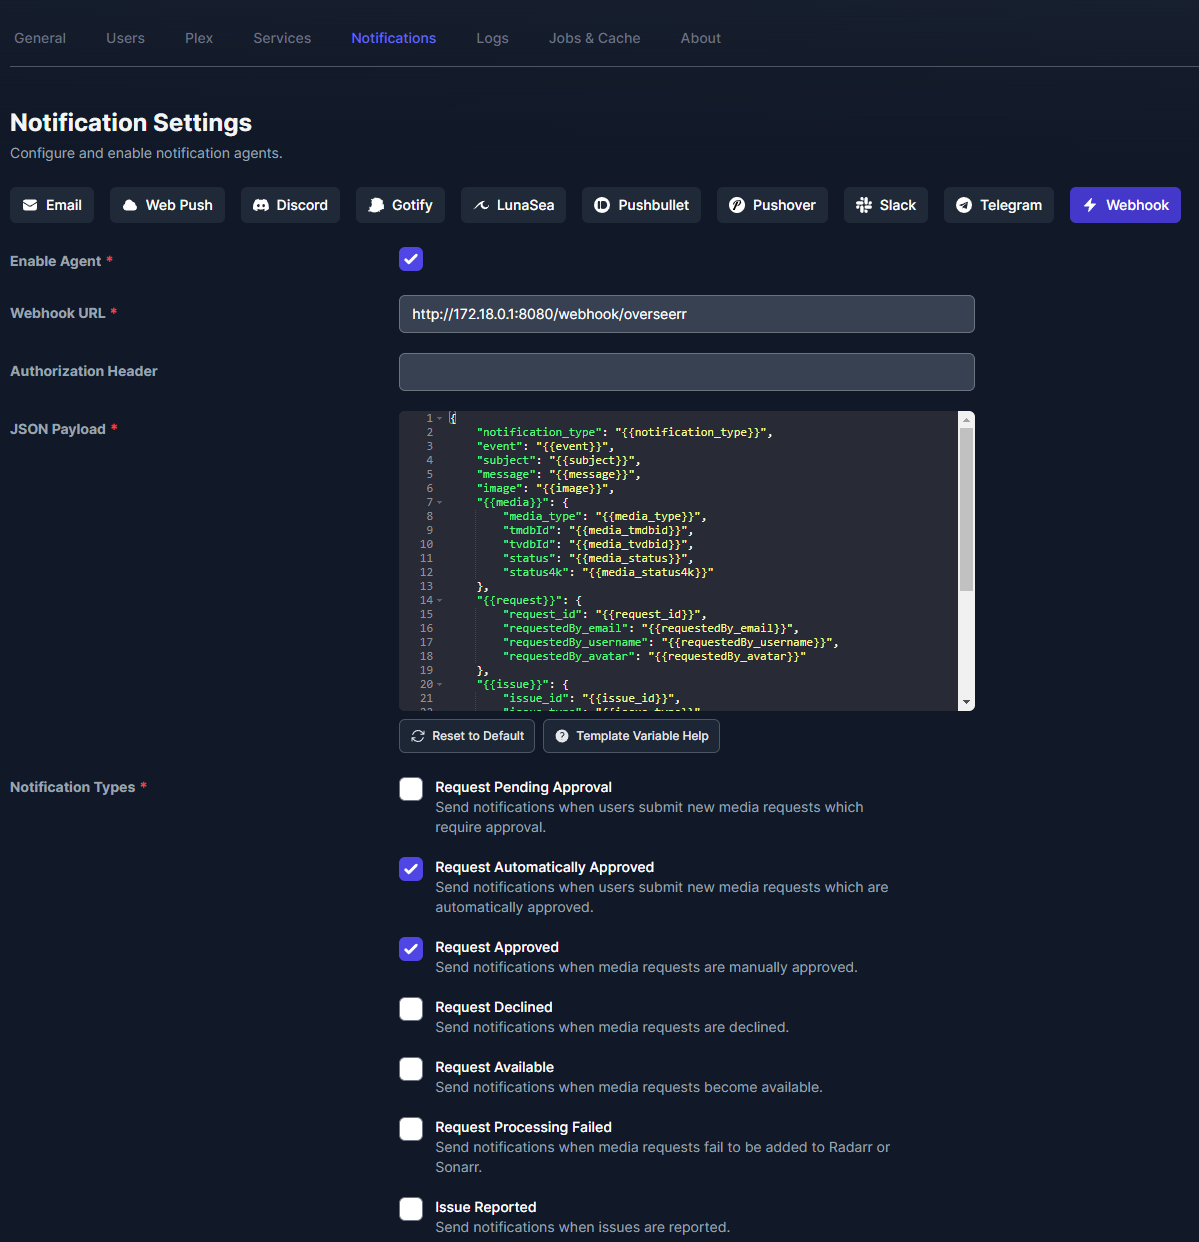 General Users Plex Services Notifications Logs Jobs & Cache About
Notification Settings
Configure and enable notification agents.
Email Web Push Discord Gotify LunaSea Pushbullet Pushover Slack Telegram Webhook
Enable Agent *
Webhook URL *
http://172.18.0.1:8080/webhook/overseerr
Authorization Header
JSON Payload *
1 {
2 "notification_type": "{{notification_type}}",
3 "event": "{{event}}",
4 "subject": "{{subject}}",
5 "message": "{{message}}",
6 "image": "{{image}}",
7 "{{media}}": {
8 "media_type": "{{media_type}}",
9 "tmdbId": "{{media_tmdbid}}",
10 "tvdbId": "{{media_tvdbid}}",
11 "status": "{{media_status}}",
12 "status4k": "{{media_status4k}}"
13 },
14 "{{request}}": {
15 "request_id": "{{request_id}}",
16 "requestedBy_email": "{{requestedBy_email}}",
17 "requestedBy_username": "{{requestedBy_username}}",
18 "requestedBy_avatar": "{{requestedBy_avatar}}"
19 },
20 "{{issue}}": {
21 "issue_id": "{{issue_id}}",
22 "issue_type": "{{issue_type}}",
Reset to Default Template Variable Help
Notification Types *
Request Pending Approval
Send notifications when users submit new media requests which
require approval.
Request Automatically Approved
Send notifications when users submit new media requests which are
automatically approved.
Request Approved
Send notifications when media requests are manually approved.
Request Declined
Send notifications when media requests are declined.
Request Available
Send notifications when media requests become available.
Request Processing Failed
Send notifications when media requests fail to be added to Radarr or
Sonarr.
Issue Reported
Send notifications when issues are reported.